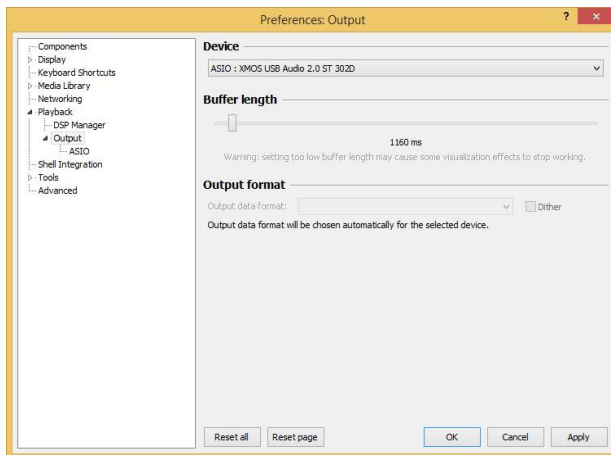 Preferences: Output
?
Components
Display
Keyboard Shortcuts
Media Library
Networking
Playback
DSP Manager
Output
ASIO
Shell Integration
Tools
Advanced
Device
ASIO : XMOS USB Audio 2.0 ST 302D
Buffer length
1160 ms
Warning: setting too low buffer length may cause some visualization effects to stop working.
Output format
Output data format:
Dither
Output data format will be chosen automatically for the selected device.
Reset all
Reset page
OK
Cancel
Apply